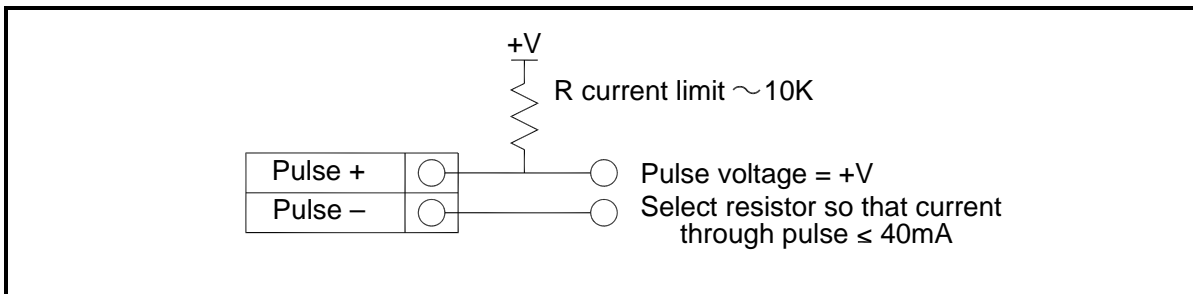 +V
R current limit ~10K
Pulse +
Pulse voltage = +V
Pulse –
Select resistor so that current
through pulse ≤ 40mA